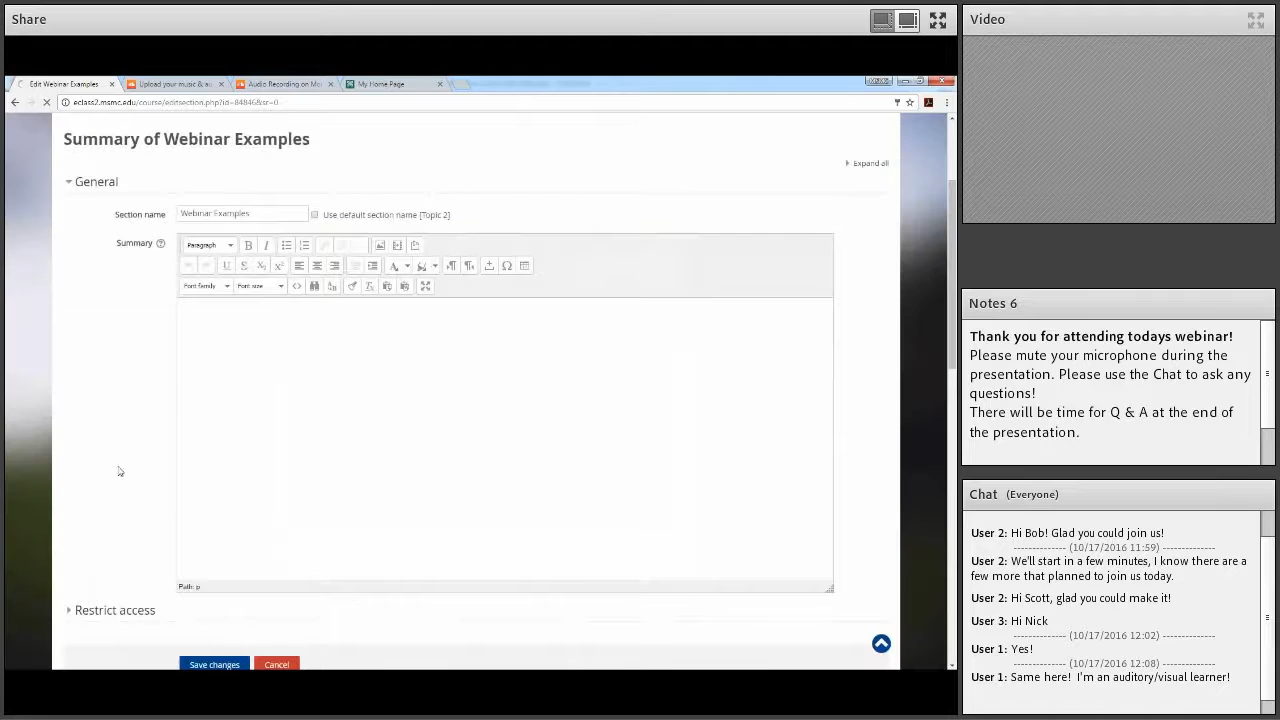 Share
Edit Webinar Examples
Upload your music & au
Audio Recording on Mo
My Home Page
eclass2.msmc.edu/course/editsection.php?id=84846&sr=0
Summary of Webinar Examples
Expand all
General
Section name
Webinar Examples
Use default section name [Topic 2]
Summary
Paragraph
Font family
Font size
Path: p
Restrict access
Save changes
Cancel
Video
Notes 6
Thank you for attending todays webinar!
Please mute your microphone during the
presentation. Please use the Chat to ask any
questions!
There will be time for Q & A at the end of
the presentation.
Chat (Everyone)
User 2: Hi Bob! Glad you could join us!
------------- (10/17/2016 11:59) -------------
User 2: We'll start in a few minutes, I know there are a
few more that planned to join us today.
User 2: Hi Scott, glad you could make it!
User 3: Hi Nick
------------- (10/17/2016 12:02) -------------
User 1: Yes!
------------- (10/17/2016 12:08) -------------
User 1: Same here! I'm an auditory/visual learner!